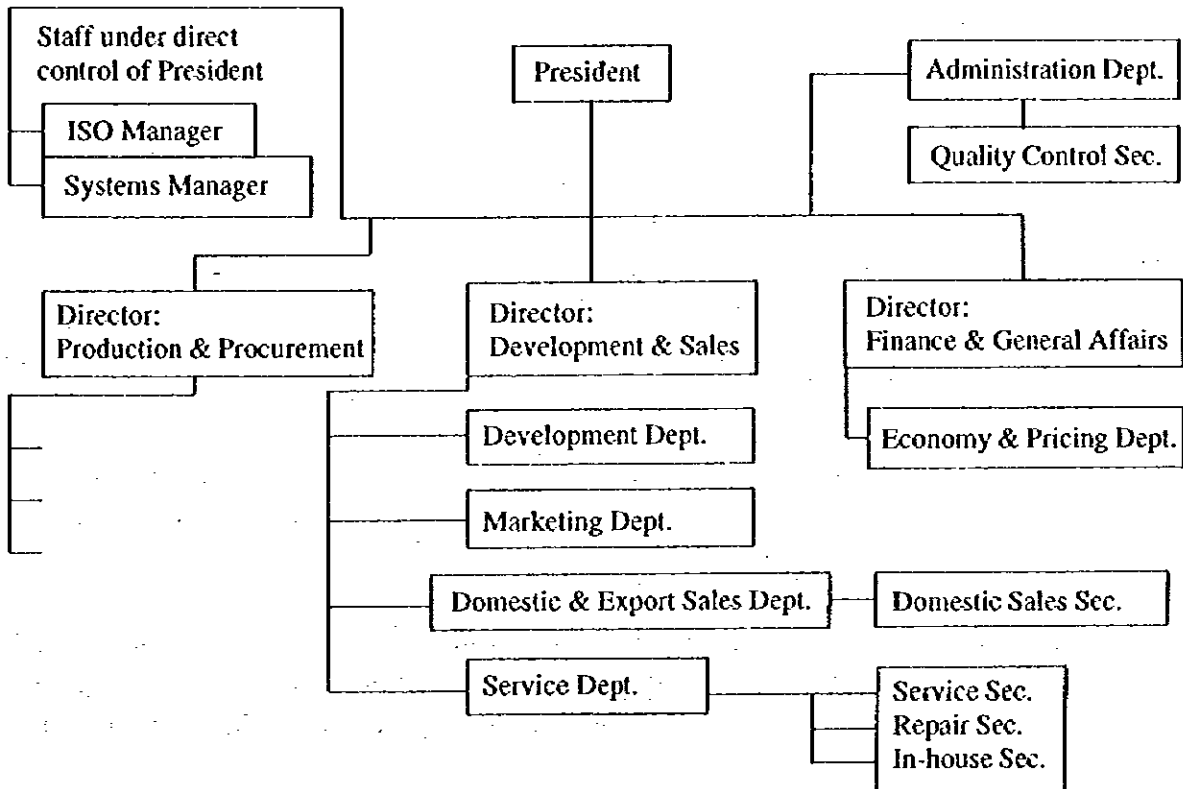 Staff under direct
control of President
ISO Manager
Systems Manager
President
Administration Dept.
Quality Control Sec.
Director:
Production & Procurement
Director:
Development & Sales
Director:
Finance & General Affairs
Development Dept.
Economy & Pricing Dept.
Marketing Dept.
Domestic & Export Sales Dept.
Domestic Sales Sec.
Service Dept.
Service Sec.
Repair Sec.
In-house Sec.